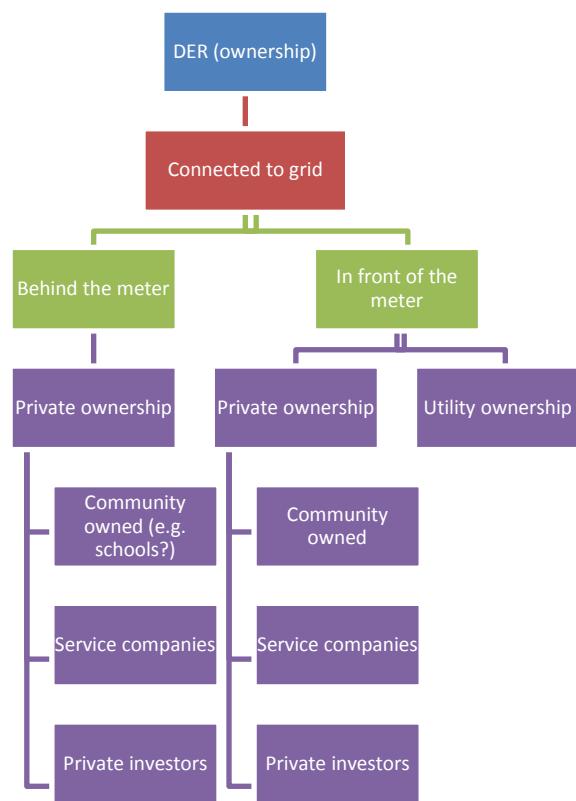 DER (ownership)
Connected to grid
Behind the meter
In front of the
meter
Private ownership
Private ownership
Utility ownership
Community
owned (e.g.
schools?)
Community
owned
Service companies
Service companies
Private investors
Private investors